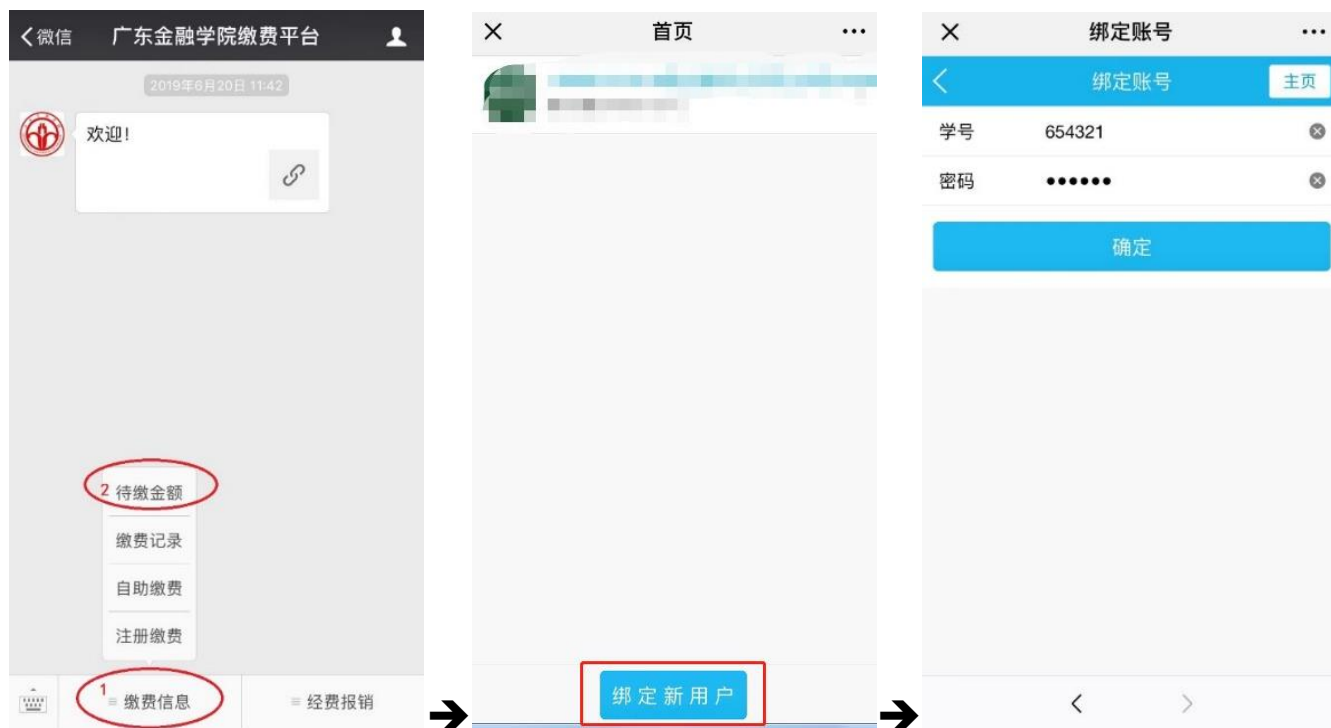 微信 广东金融学院缴费平台
2019年6月20日 11:42
欢迎!
2 待缴金额
缴费记录
自助缴费
注册缴费
1 缴费信息
经费报销
首页
绑定新用户
绑定账号
绑定账号 主页
学号 654321
密码 ••••••
确定